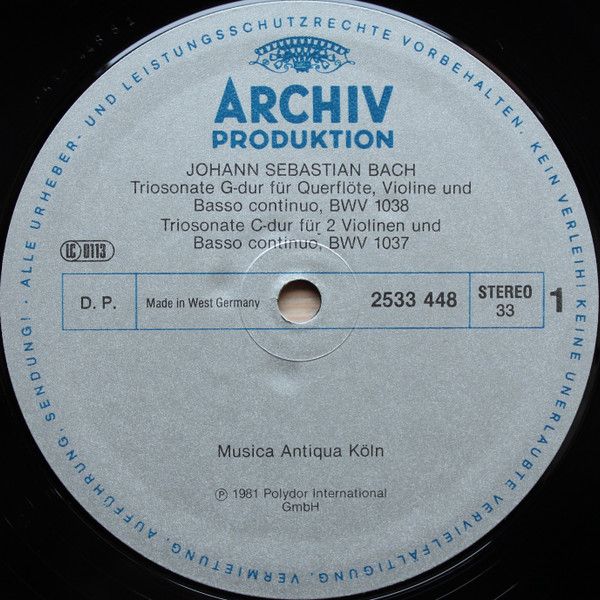 ALLE URHEBER- UND LEISTUNGSSCHUTZRECHTE VORBEHALTEN. KEIN VERLEIH! KEINE UNERLAUBTE VERVIELFÄLTIGUNG, VERMIETUNG, AUFFÜHRUNG, SENDUNG! ·
ARCHIV
PRODUKTION
JOHANN SEBASTIAN BACH
Triosonate G-dur für Querflöte, Violine und
Basso continuo, BWV 1038
Triosonate C-dur für 2 Violinen und
Basso continuo, BWV 1037
LC 0113
D. P. Made in West Germany 2533 448 STEREO 33 1
Musica Antiqua Köln
Ⓟ 1981 Polydor International
GmbH